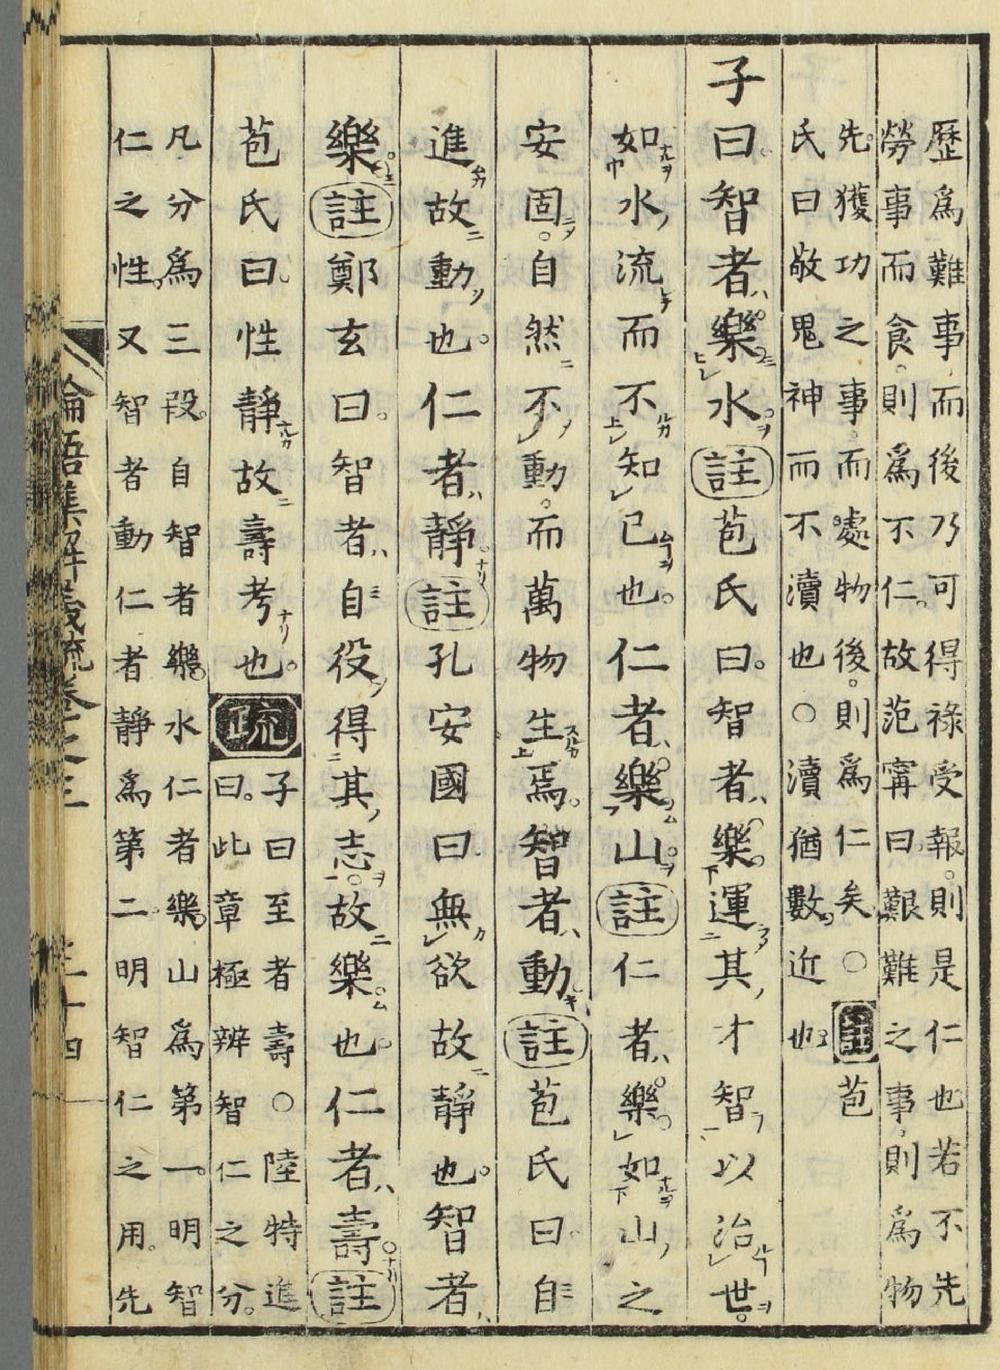 歷爲難事而後乃可得祿受報則是仁也若不先
勞事而食則爲不仁故范甯曰艱難之事則爲物
先獲功之事而處物後則爲仁矣○註苞
氏曰敬鬼神而不瀆也○瀆猶數近也
子曰智者樂水註苞氏曰智者樂運其才智以治世
如水流而不知已也仁者樂山註仁者樂如山之
安固自然不動而萬物生焉智者動註苞氏曰自
進故動也仁者靜註孔安國曰無欲故靜也智者
樂註鄭玄曰智者自役得其志故樂也仁者壽註
苞氏曰性靜故壽考也疏子曰至者壽○陸特進
曰此章極辨智仁之分
凡分爲三段自智者樂水仁者樂山爲第一明智
仁之性又智者動仁者靜爲第二明智仁之用先
論語集解義疏卷之三 三十四